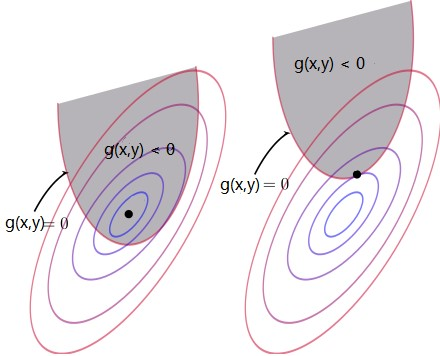 g(x,y) < 0
g(x,y) < 0
g(x,y) = 0
g(x,y)= 0